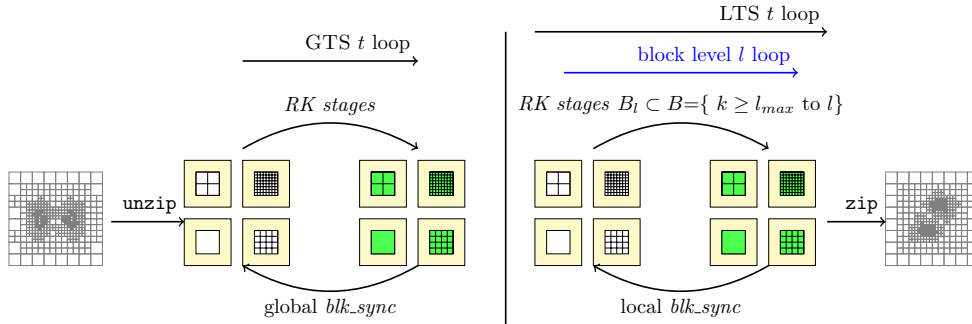 GTS t loop
LTS t loop
block level l loop
RK stages
RK stages B_l ⊂ B={ k ≥ l_max to l}
unzip
zip
global blk_sync
local blk_sync